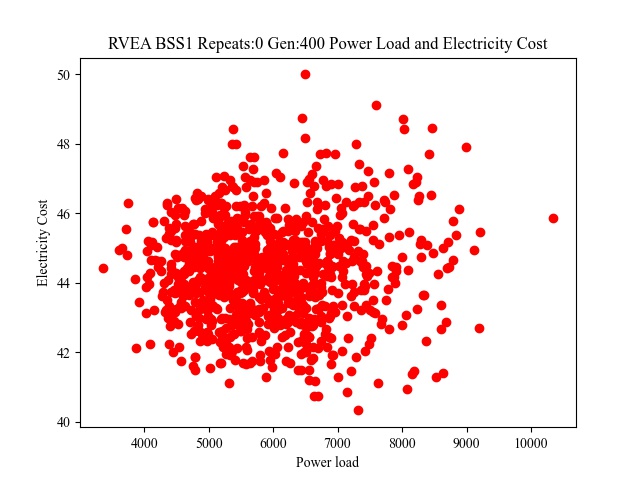 RVEA BSS1 Repeats:0 Gen:400 Power Load and Electricity Cost
50
48
46
44
42
40
Electricity Cost
4000 5000 6000 7000 8000 9000 10000
Power load